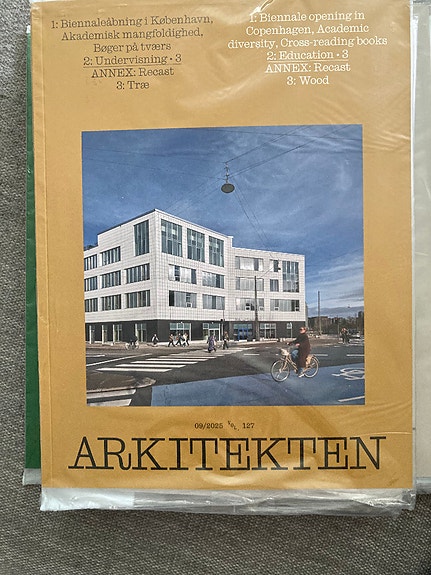 1: Biennaleåbning i København,
Akademisk mangfoldighed,
Bøger på tværs
2: Undervisning • 3
ANNEX: Recast
3: Træ
1: Biennale opening in
Copenhagen, Academic
diversity, Cross-reading books
2: Education • 3
ANNEX: Recast
3: Wood
09/2025 127
ARKITEKTEN